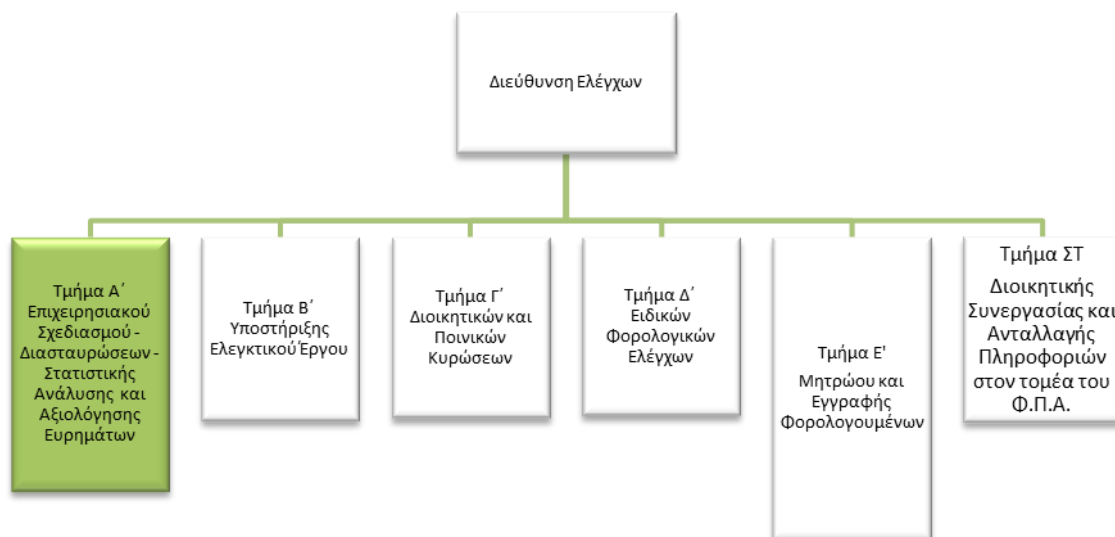 Διεύθυνση Ελέγχων
Τμήμα Α΄
Επιχειρησιακού
Σχεδιασμού -
Διασταυρώσεων -
Στατιστικής
Ανάλυσης και
Αξιολόγησης
Ευρημάτων
Τμήμα Β΄
Υποστήριξης
Ελεγκτικού Έργου
Τμήμα Γ΄
Διοικητικών και
Ποινικών
Κυρώσεων
Τμήμα Δ΄
Ειδικών
Φορολογικών
Ελέγχων
Τμήμα Ε'
Μητρώου και
Εγγραφής
Φορολογουμένων
Τμήμα ΣΤ
Διοικητικής
Συνεργασίας και
Ανταλλαγής
Πληροφοριών
στον τομέα του
Φ.Π.Α.